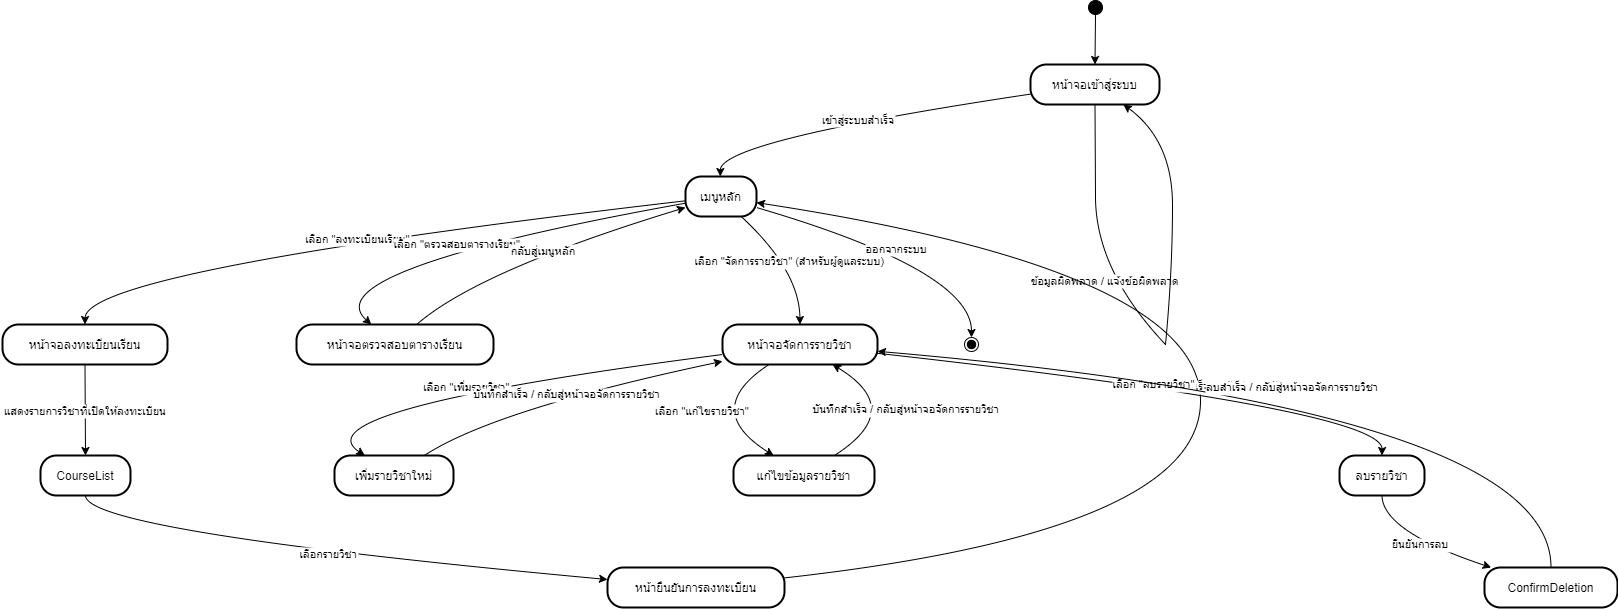 หน้าจอเข้าสู่ระบบ
เข้าสู่ระบบสำเร็จ
เมนูหลัก
เลือก "ลงทะเบียนเรียน"
เลือก "ตรวจสอบตารางเรียน"
กลับสู่เมนูหลัก
เลือก "จัดการรายวิชา" (สำหรับผู้ดูแลระบบ)
ออกจากระบบ
ข้อมูลผิดพลาด / แจ้งข้อผิดพลาด
หน้าจอลงทะเบียนเรียน
หน้าจอตรวจสอบตารางเรียน
หน้าจอจัดการรายวิชา
เลือก "เพิ่มรายวิชา"
บันทึกสำเร็จ / กลับสู่หน้าจอจัดการรายวิชา
เลือก "แก้ไขรายวิชา"
บันทึกสำเร็จ / กลับสู่หน้าจอจัดการรายวิชา
เลือก "ลบรายวิชา"
ลบสำเร็จ / กลับสู่หน้าจอจัดการรายวิชา
แสดงรายการวิชาที่เปิดให้ลงทะเบียน
CourseList
เพิ่มรายวิชาใหม่
แก้ไขข้อมูลรายวิชา
ลบรายวิชา
ยืนยันการลบ
เลือกรายวิชา
หน้ายืนยันการลงทะเบียน
ConfirmDeletion